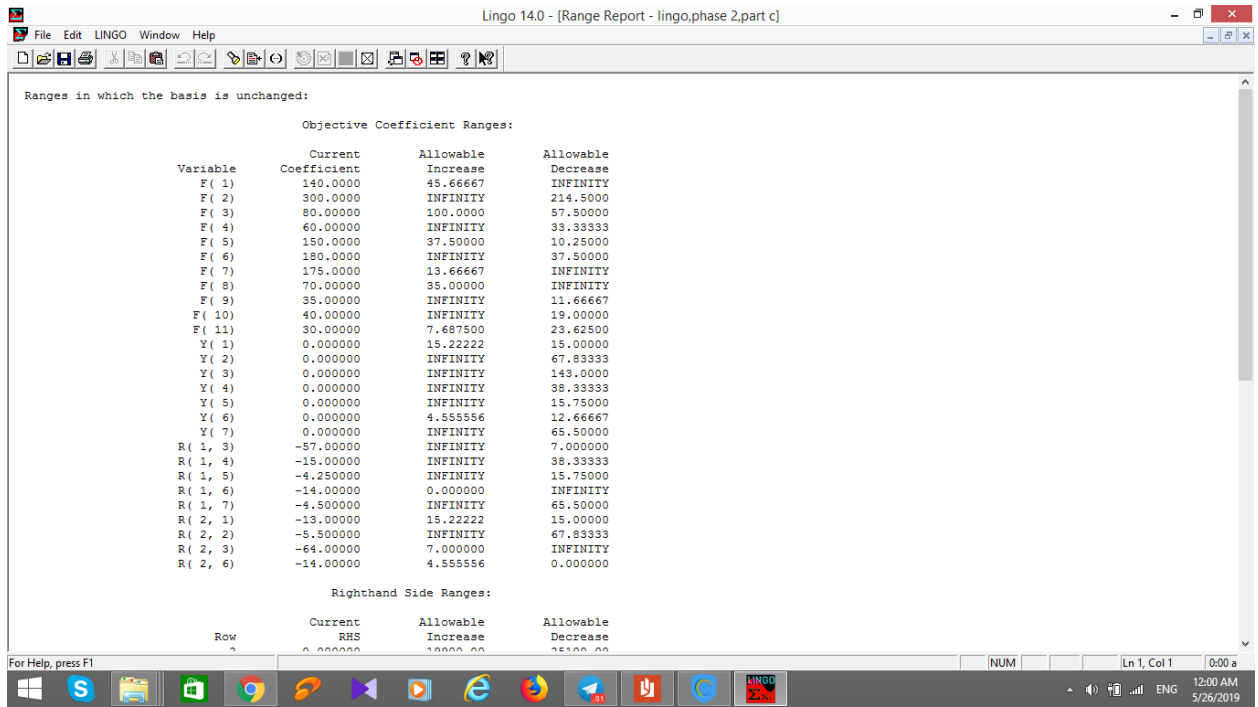 Lingo 14.0 - [Range Report - lingo,phase 2,part c]
File Edit LINGO Window Help
Ranges in which the basis is unchanged:
Objective Coefficient Ranges:
Current Allowable Allowable
Variable Coefficient Increase Decrease
F( 1) 140.0000 45.66667 INFINITY
F( 2) 300.0000 INFINITY 214.5000
F( 3) 80.00000 100.0000 57.50000
F( 4) 60.00000 INFINITY 33.33333
F( 5) 150.0000 37.50000 10.25000
F( 6) 180.0000 INFINITY 37.50000
F( 7) 175.0000 13.66667 INFINITY
F( 8) 70.00000 35.00000 INFINITY
F( 9) 35.00000 INFINITY 11.66667
F( 10) 40.00000 INFINITY 19.00000
F( 11) 30.00000 7.687500 23.62500
Y( 1) 0.000000 15.22222 15.00000
Y( 2) 0.000000 INFINITY 67.83333
Y( 3) 0.000000 INFINITY 143.0000
Y( 4) 0.000000 INFINITY 38.33333
Y( 5) 0.000000 INFINITY 15.75000
Y( 6) 0.000000 4.555556 12.66667
Y( 7) 0.000000 INFINITY 65.50000
R( 1, 3) -57.00000 INFINITY 7.000000
R( 1, 4) -15.00000 INFINITY 38.33333
R( 1, 5) -4.250000 INFINITY 15.75000
R( 1, 6) -14.00000 0.000000 INFINITY
R( 1, 7) -4.500000 INFINITY 65.50000
R( 2, 1) -13.00000 15.22222 15.00000
R( 2, 2) -5.500000 INFINITY 67.83333
R( 2, 3) -64.00000 7.000000 INFINITY
R( 2, 6) -14.00000 4.555556 0.000000
Righthand Side Ranges:
Current Allowable Allowable
Row RHS Increase Decrease
2 0.000000 19900.00 25100.00
For Help, press F1 NUM Ln 1, Col 1 0:00 a
91 LINGO ENG 12:00 AM
5/26/2019